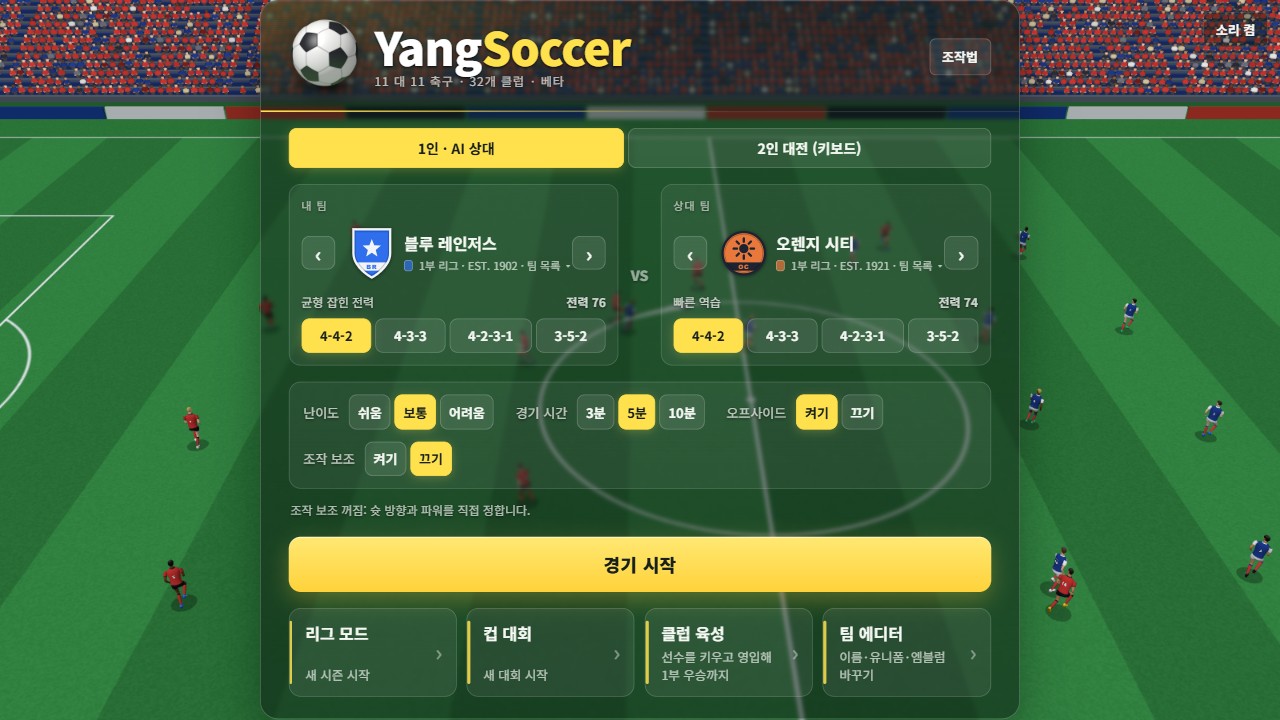 소리 켬
YangSoccer
11 대 11 축구 · 32개 클럽 · 베타
조작법
1인 · AI 상대
2인 대전 (키보드)
내 팀
‹
BR
블루 레인저스
1부 리그 · EST. 1902 · 팀 목록
›
균형 잡힌 전력
전력 76
4-4-2
4-3-3
4-2-3-1
3-5-2
VS
상대 팀
‹
OC
오렌지 시티
1부 리그 · EST. 1921 · 팀 목록
›
빠른 역습
전력 74
4-4-2
4-3-3
4-2-3-1
3-5-2
난이도
쉬움
보통
어려움
경기 시간
3분
5분
10분
오프사이드
켜기
끄기
조작 보조
켜기
끄기
조작 보조 꺼짐: 슛 방향과 파워를 직접 정합니다.
경기 시작
리그 모드
새 시즌 시작
›
컵 대회
새 대회 시작
›
클럽 육성
선수를 키우고 영입해
1부 우승까지
›
팀 에디터
이름·유니폼·엠블럼
바꾸기
›